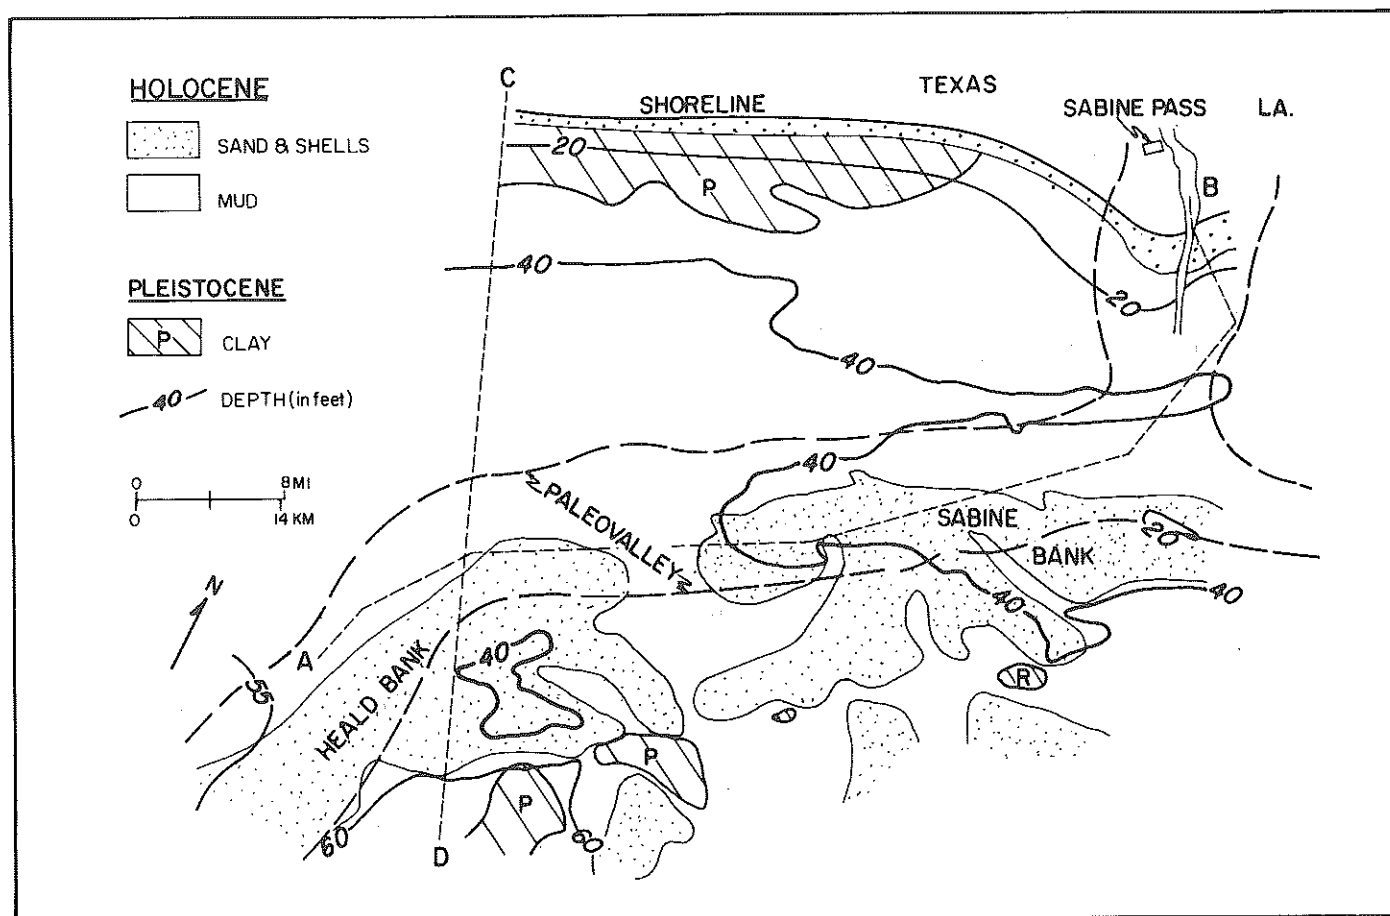 HOLOCENE
SAND & SHELLS
MUD
PLEISTOCENE
P CLAY
40 DEPTH (in feet)
0 8 MI
0 14 KM
N
C
SHORELINE
TEXAS
SABINE PASS
LA.
B
20
P
40
20
40
40
PALEOVALLEY
SABINE
BANK
20
40
40
A
55
HEALD BANK
40
R
P
P
60
60
D